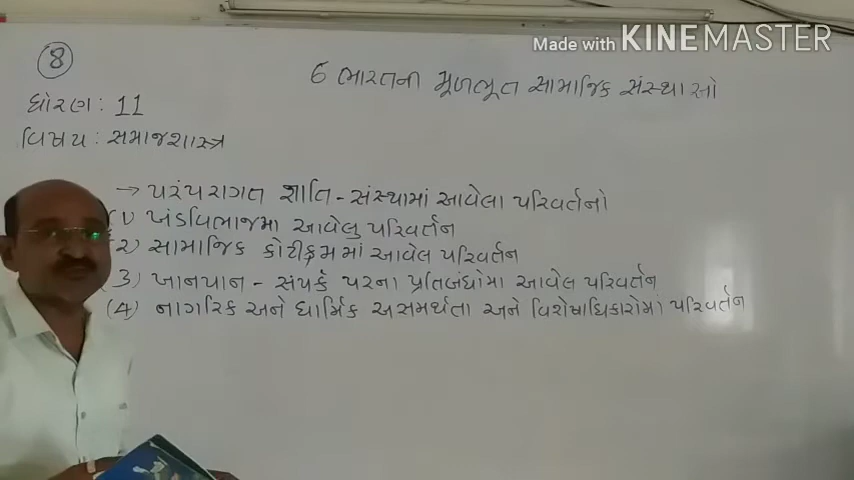 Made with KINEMASTER
8
6 ભારતની મૂળભૂત સામાજિક સંસ્થાઓ
ધોરણ : 11
વિષય : સમાજશાસ્ત્ર
→ પરંપરાગત જ્ઞાતિ - સંસ્થામાં આવેલા પરિવર્તનો
(1) ખંડવિભાજમા આવેલુ પરિવર્તન
(2) સામાજિક કોટીક્રમમાં આવેલ પરિવર્તન
(3) ખાનપાન - સંપર્ક પરના પ્રતિબંધોમા આવેલ પરિવર્તન
(4) નાગરિક અને ધાર્મિક અસમર્થતા અને વિશેષાધિકારોમાં પરિવર્તન